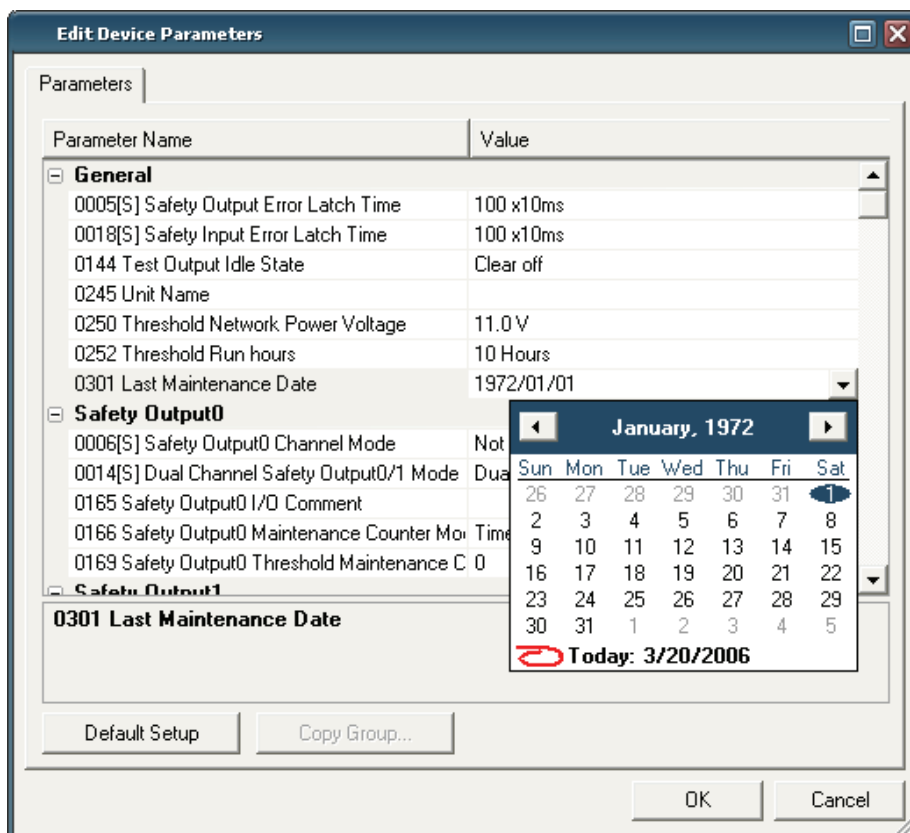 Edit Device Parameters
Parameters
Parameter Name Value
General
0005[S] Safety Output Error Latch Time 100 x10ms
0018[S] Safety Input Error Latch Time 100 x10ms
0144 Test Output Idle State Clear off
0245 Unit Name
0250 Threshold Network Power Voltage 11.0 V
0252 Threshold Run hours 10 Hours
0301 Last Maintenance Date 1972/01/01
Safety Output0
0006[S] Safety Output0 Channel Mode Not
0014[S] Dual Channel Safety Output0/1 Mode Dua
0165 Safety Output0 I/O Comment
0166 Safety Output0 Maintenance Counter Mo Time
0169 Safety Output0 Threshold Maintenance C 0
Safety Output1
January, 1972
Sun Mon Tue Wed Thu Fri Sat
26 27 28 29 30 31 1
2 3 4 5 6 7 8
9 10 11 12 13 14 15
16 17 18 19 20 21 22
23 24 25 26 27 28 29
30 31 1 2 3 4 5
Today: 3/20/2006
0301 Last Maintenance Date
Default Setup Copy Group...
OK Cancel